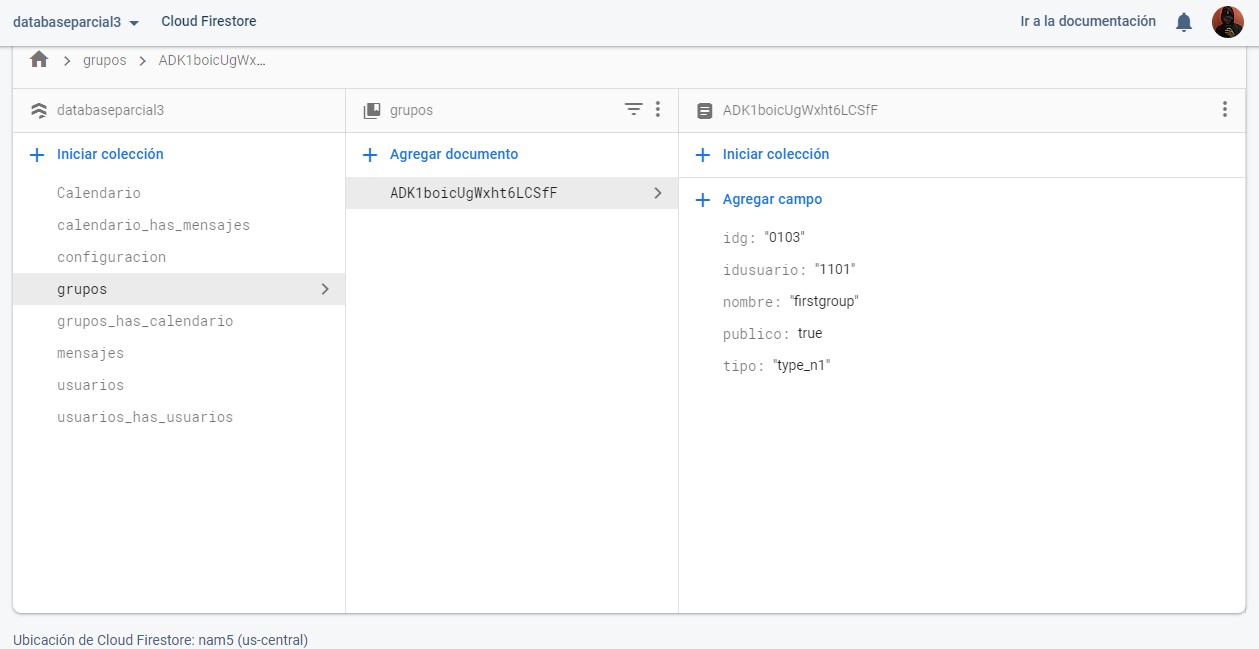 databaseparcial3 Cloud Firestore Ir a la documentación
grupos ADK1boicUgWx...
databaseparcial3
Iniciar colección
Calendario
calendario_has_mensajes
configuracion
grupos
grupos_has_calendario
mensajes
usuarios
usuarios_has_usuarios
grupos
Agregar documento
ADK1boicUgWxht6LCSfF
ADK1boicUgWxht6LCSfF
Iniciar colección
Agregar campo
idg: "0103"
idusuario: "1101"
nombre: "firstgroup"
publico: true
tipo: "type_n1"
Ubicación de Cloud Firestore: nam5 (us-central)